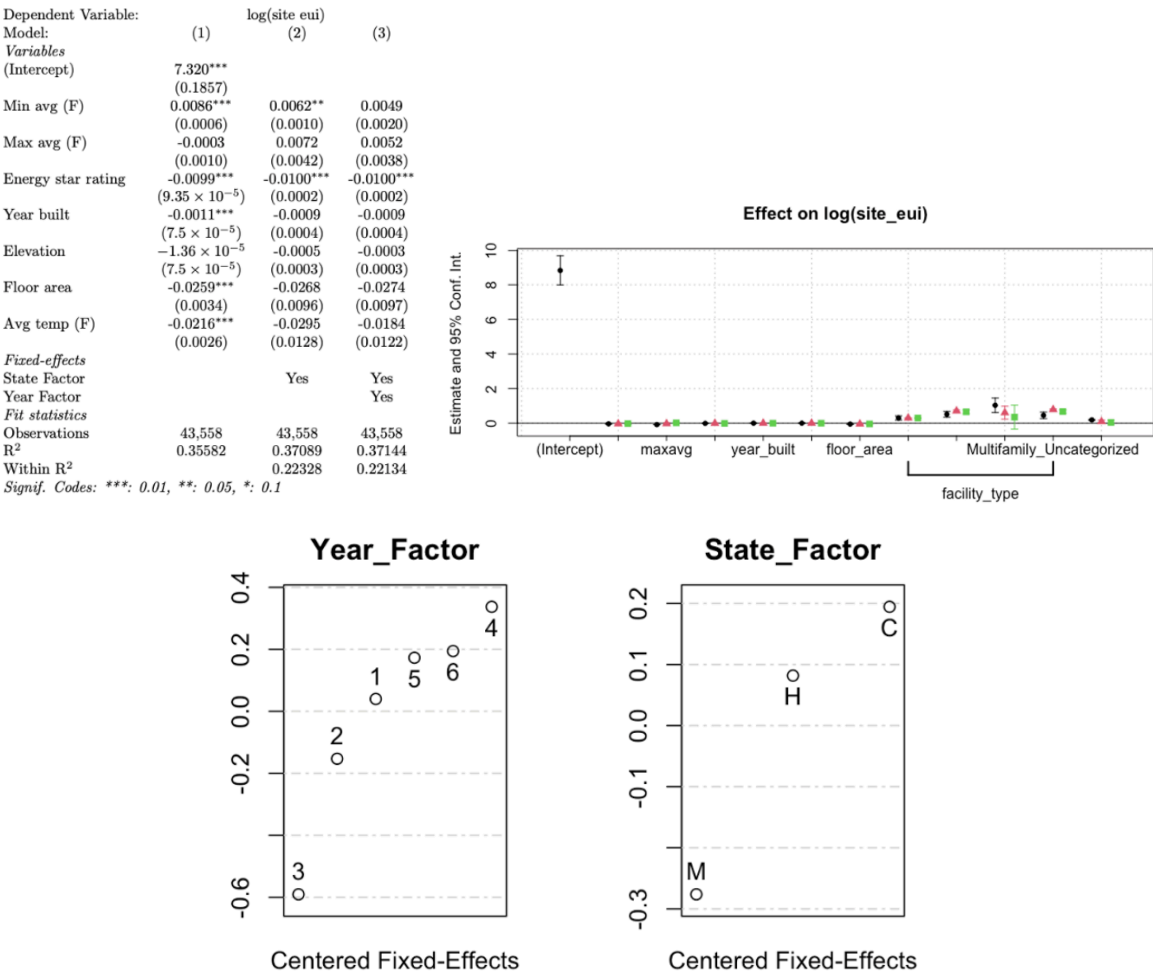 Dependent Variable: log(site eui)
Model: (1) (2) (3)
Variables
(Intercept) 7.320***
(0.1857)
Min avg (F) 0.0086*** 0.0062** 0.0049
(0.0006) (0.0010) (0.0020)
Max avg (F) -0.0003 0.0072 0.0052
(0.0010) (0.0042) (0.0038)
Energy star rating -0.0099*** -0.0100*** -0.0100***
(9.35 × 10−5) (0.0002) (0.0002)
Year built -0.0011*** -0.0009 -0.0009
(7.5 × 10−5) (0.0004) (0.0004)
Elevation −1.36 × 10−5 -0.0005 -0.0003
(7.5 × 10−5) (0.0003) (0.0003)
Floor area -0.0259*** -0.0268 -0.0274
(0.0034) (0.0096) (0.0097)
Avg temp (F) -0.0216*** -0.0295 -0.0184
(0.0026) (0.0128) (0.0122)
Fixed-effects
State Factor Yes Yes
Year Factor Yes
Fit statistics
Observations 43,558 43,558 43,558
R2 0.35582 0.37089 0.37144
Within R2 0.22328 0.22134
Signif. Codes: ***: 0.01, **: 0.05, *: 0.1
Effect on log(site_eui)
Estimate and 95% Conf. Int.
10
8
6
4
2
0
(Intercept) maxavg year_built floor_area Multifamily_Uncategorized
facility_type
Year_Factor
0.4
0.2
0.0
-0.2
-0.6
3
2
1
5
6
4
Centered Fixed-Effects
State_Factor
0.2
0.1
0.0
-0.1
-0.3
M
H
C
Centered Fixed-Effects